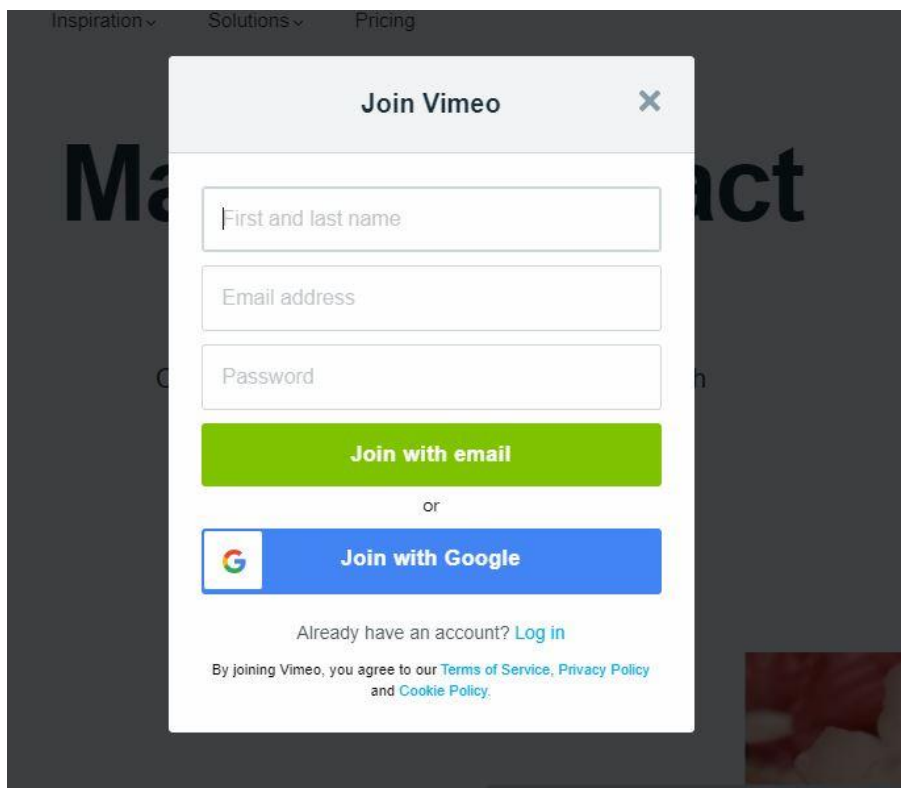 Inspiration Solutions Pricing
Join Vimeo
Ma act
First and last name
Email address
C h
Password
Join with email
or
G Join with Google
Already have an account? Log in
By joining Vimeo, you agree to our Terms of Service, Privacy Policy
and Cookie Policy.